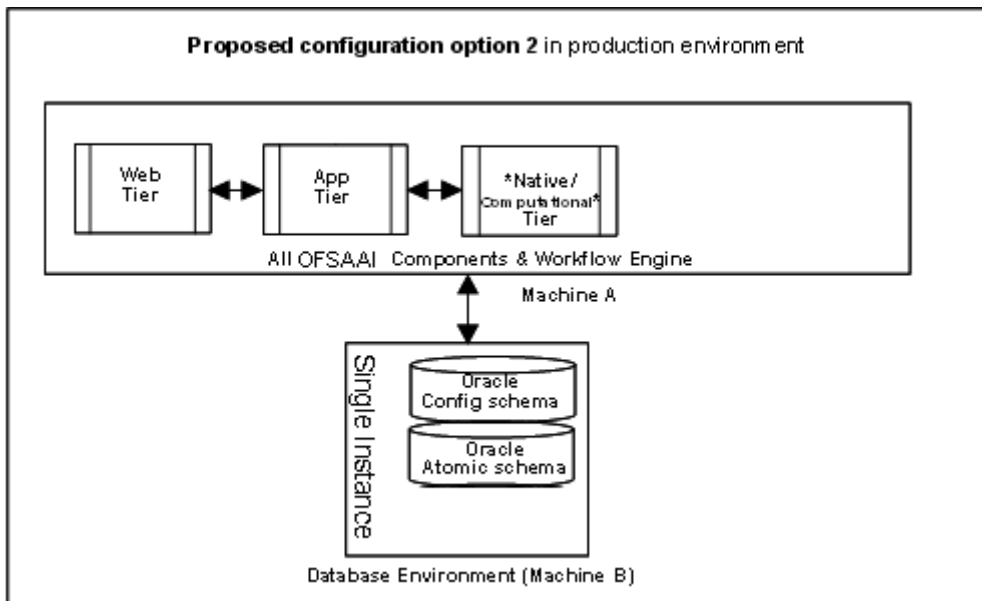 Proposed configuration option 2 in production environment
Web
Tier
App
Tier
*Native/
Computational*
Tier
All OFSAAI Components & Workflow Engine
Machine A
Single Instance
Oracle
Config schema
Oracle
Atomic schema
Database Environment (Machine B)